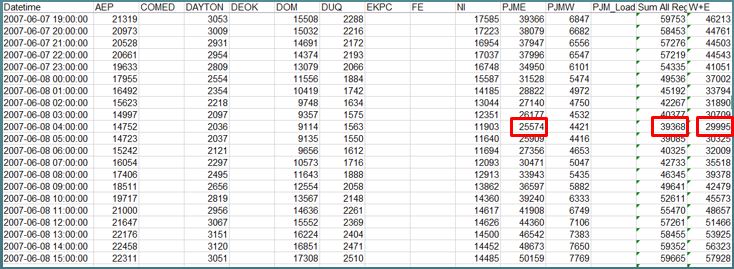 Datetime AEP COMED DAYTON DEOK DOM DUQ EKPC FE NI PJME PJMW PJM_Load Sum All Reg W+E
2007-06-07 19:00:00 21319 3053 15508 2288 17585 39366 6847 59753 46213
2007-06-07 20:00:00 20973 3009 15032 2216 17223 38079 6682 58453 44761
2007-06-07 21:00:00 20528 2931 14691 2172 16954 37947 6556 57276 44503
2007-06-07 22:00:00 20661 2954 14374 2193 17037 37996 6547 57219 44543
2007-06-07 23:00:00 19633 2809 13079 2066 16748 34950 6101 54335 41051
2007-06-08 00:00:00 17955 2554 11556 1884 15587 31528 5474 49536 37002
2007-06-08 01:00:00 16492 2354 10419 1742 14185 28822 4972 45192 33794
2007-06-08 02:00:00 15623 2218 9748 1634 13044 27140 4750 42267 31890
2007-06-08 03:00:00 14997 2097 9357 1575 12351 26177 4532 40377 30709
2007-06-08 04:00:00 14752 2036 9114 1563 11903 25574 4421 39368 29995
2007-06-08 05:00:00 14723 2037 9135 1550 11640 25909 4416 39085 30325
2007-06-08 06:00:00 15242 2121 9656 1612 11694 27356 4653 40325 32009
2007-06-08 07:00:00 16054 2297 10573 1716 12090 30471 5047 42733 35518
2007-06-08 08:00:00 17406 2495 11643 1888 12912 33943 5435 46345 39378
2007-06-08 09:00:00 18511 2656 12554 2058 13862 36597 5882 49641 42479
2007-06-08 10:00:00 19717 2819 13567 2148 14360 39240 6333 52611 45573
2007-06-08 11:00:00 21000 2956 14636 2261 14617 41908 6749 55470 48657
2007-06-08 12:00:00 21647 3067 15552 2369 14626 44360 7106 57261 51466
2007-06-08 13:00:00 22176 3151 16234 2404 14500 46542 7383 58455 53925
2007-06-08 14:00:00 22458 3120 16851 2471 14452 48673 7650 59352 56323
2007-06-08 15:00:00 22311 3051 17308 2510 14485 50159 7769 59665 57928